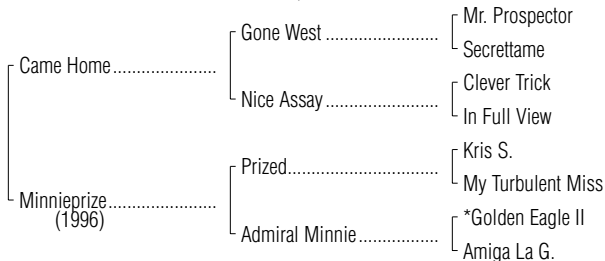 Mr. Prospector
Gone West ......................
Secrettame
Came Home....................
Clever Trick
Nice Assay ......................
In Full View
Kris S.
Prized.............................
My Turbulent Miss
Minnieprize.....................
(1996)
*Golden Eagle II
Admiral Minnie ................
Amiga La G.